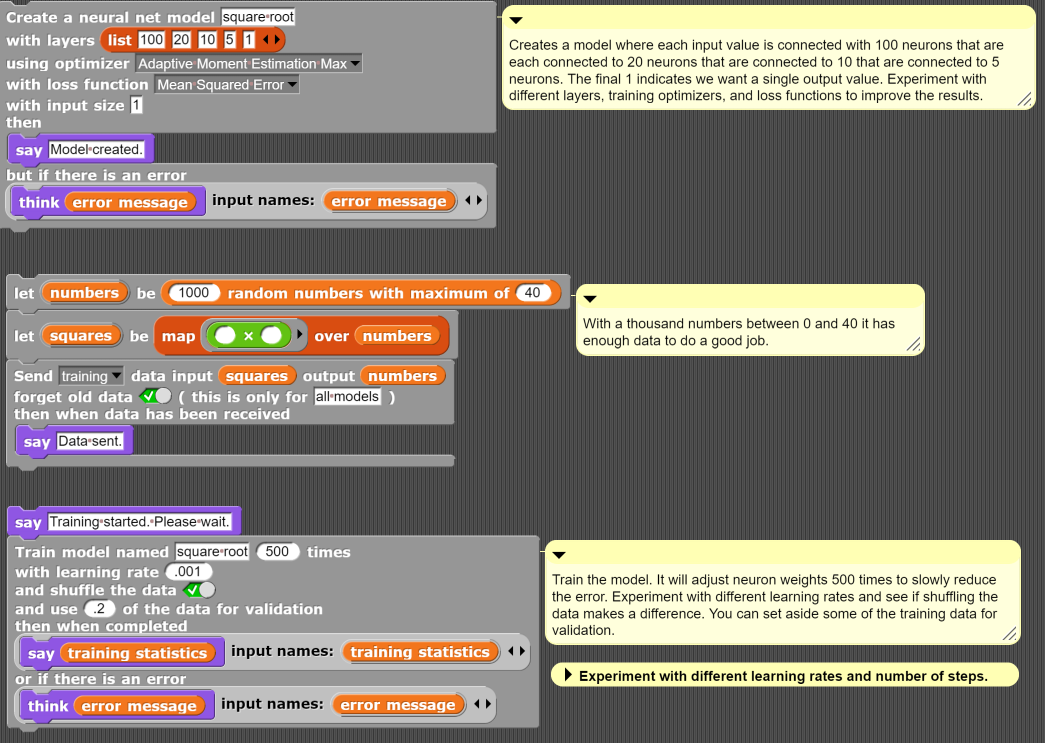 Create a neural net model square root
with layers list 100 20 10 5 1
using optimizer Adaptive Moment Estimation Max
with loss function Mean Squared Error
with input size 1
then
say Model created.
but if there is an error
think error message input names: error message
Creates a model where each input value is connected with 100 neurons that are
each connected to 20 neurons that are connected to 10 that are connected to 5
neurons. The final 1 indicates we want a single output value. Experiment with
different layers, training optimizers, and loss functions to improve the results.
let numbers be 1000 random numbers with maximum of 40
let squares be map × over numbers
Send training data input squares output numbers
forget old data ( this is only for all models )
then when data has been received
say Data sent.
With a thousand numbers between 0 and 40 it has
enough data to do a good job.
say Training started. Please wait.
Train model named square root 500 times
with learning rate .001
and shuffle the data
and use .2 of the data for validation
then when completed
say training statistics input names: training statistics
or if there is an error
think error message input names: error message
Train the model. It will adjust neuron weights 500 times to slowly reduce
the error. Experiment with different learning rates and see if shuffling the
data makes a difference. You can set aside some of the training data for
validation.
Experiment with different learning rates and number of steps.